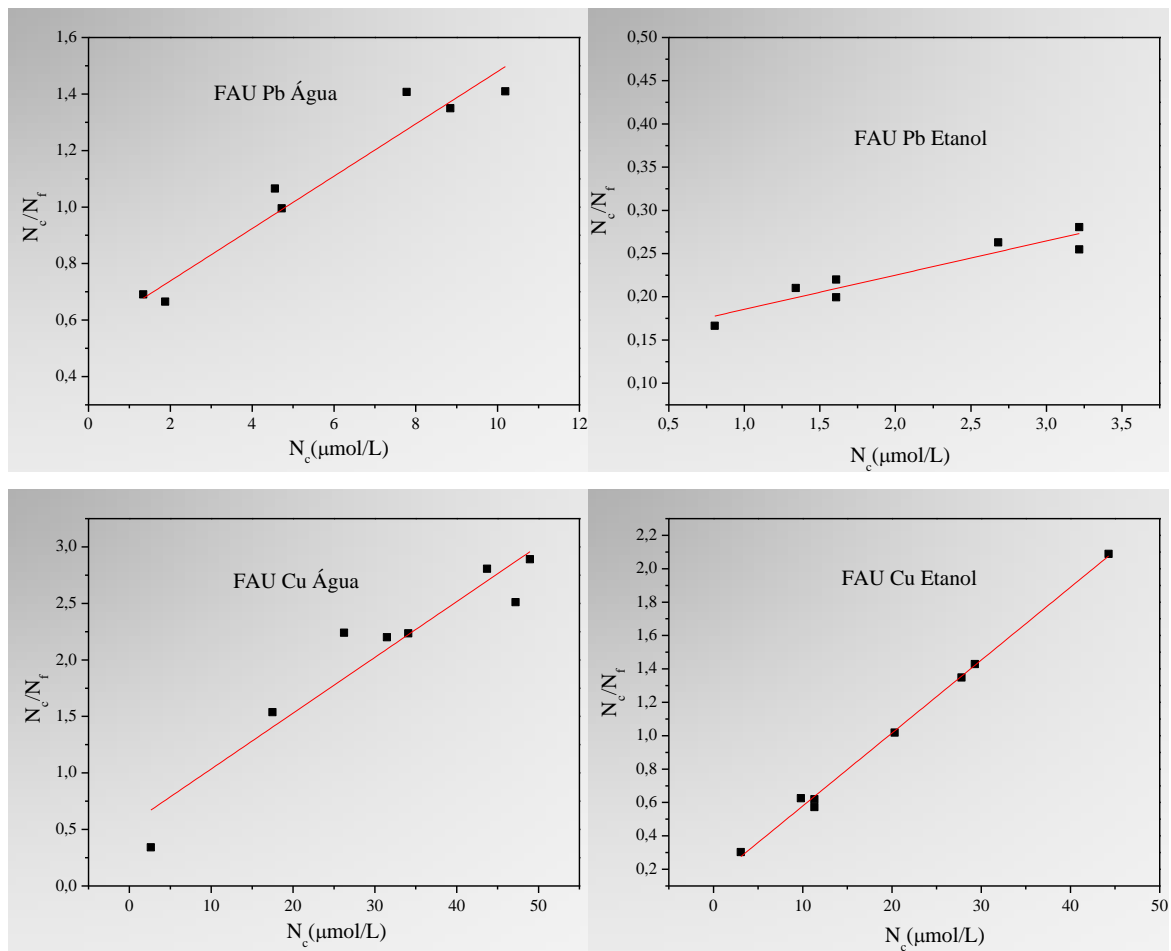 1,6
1,4
1,2
1,0
0,8
0,6
0,4
N_c/N_f
FAU Pb Água
0 2 4 6 8 10 12
N_c(μmol/L)
0,50
0,45
0,40
0,35
0,30
0,25
0,20
0,15
0,10
N_c/N_f
FAU Pb Etanol
0,5 1,0 1,5 2,0 2,5 3,0 3,5
N_c(μmol/L)
3,0
2,5
2,0
1,5
1,0
0,5
0,0
N_c/N_f
FAU Cu Água
0 10 20 30 40 50
N_c(μmol/L)
2,2
2,0
1,8
1,6
1,4
1,2
1,0
0,8
0,6
0,4
0,2
N_c/N_f
FAU Cu Etanol
0 10 20 30 40 50
N_c(μmol/L)